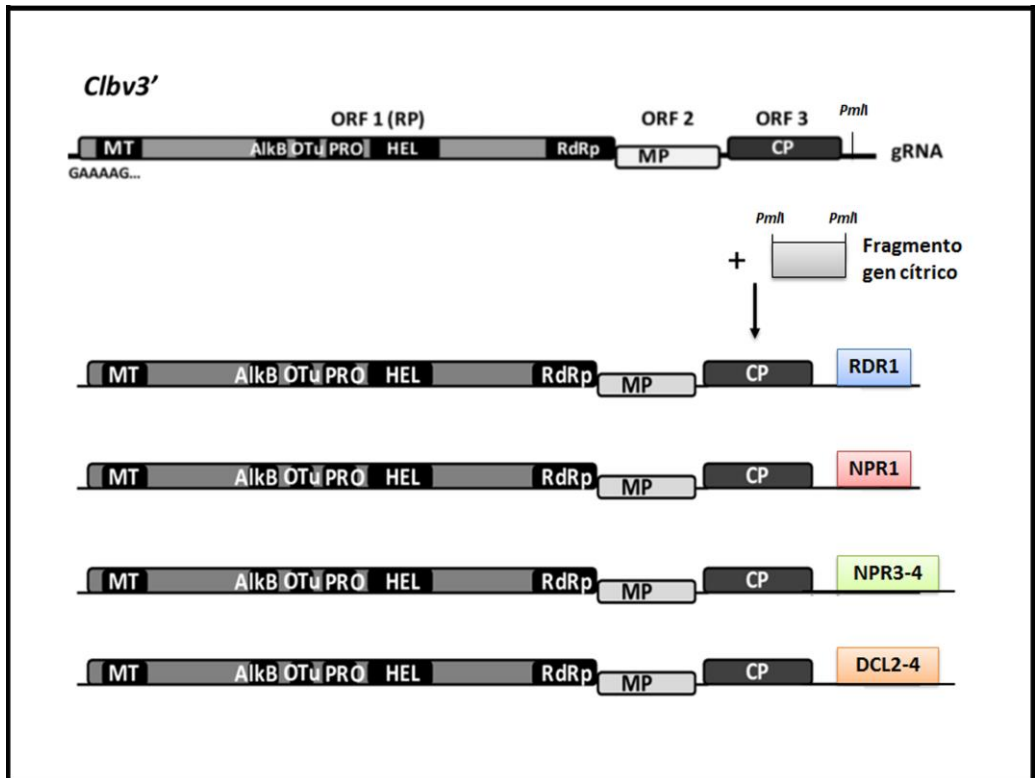 Clbv3'
ORF 1 (RP) ORF 2 ORF 3 PmlI
MT AlkB OTu PRO HEL RdRp MP CP gRNA
GAAAAG...
PmlI PmlI
+ Fragmento
gen cítrico
MT AlkB OTu PRO HEL RdRp MP CP RDR1
MT AlkB OTu PRO HEL RdRp MP CP NPR1
MT AlkB OTu PRO HEL RdRp MP CP NPR3-4
MT AlkB OTu PRO HEL RdRp MP CP DCL2-4